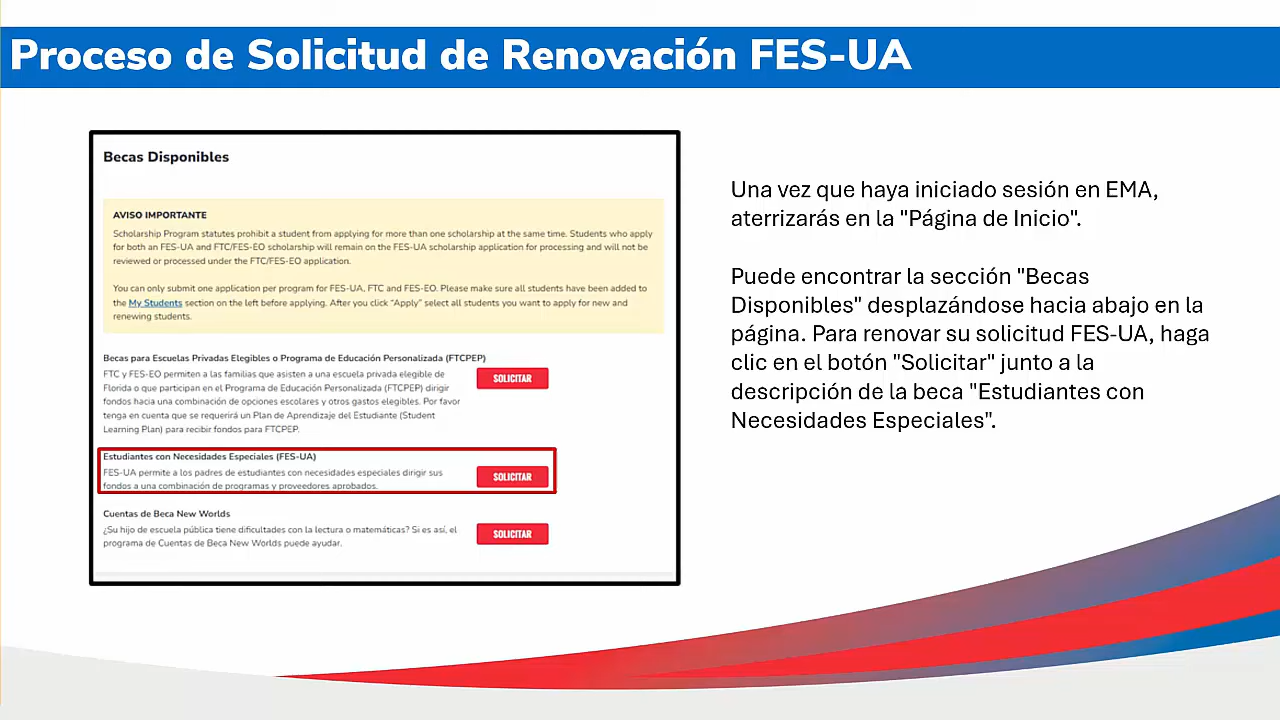 Proceso de Solicitud de Renovación FES-UA
Becas Disponibles
AVISO IMPORTANTE
Scholarship Program statutes prohibit a student from applying for more than one scholarship at the same time. Students who apply
for both an FES-UA and FTC/FES-EO scholarship will remain on the FES-UA scholarship application for processing and will not be
reviewed or processed under the FTC/FES-EO application.
You can only submit one application per program for FES-UA, FTC and FES-EO. Please make sure all students have been added to
the My Students section on the left before applying. After you click "Apply" select all students you want to apply for new and
renewing students.
Becas para Escuelas Privadas Elegibles o Programa de Educación Personalizada (FTCPEP)
FTC y FES-EO permiten a las familias que asisten a una escuela privada elegible de
Florida o que participan en el Programa de Educación Personalizada (FTCPEP) dirigir
fondos hacia una combinación de opciones escolares y otros gastos elegibles. Por favor
tenga en cuenta que se requerirá un Plan de Aprendizaje del Estudiante (Student
Learning Plan) para recibir fondos para FTCPEP.
SOLICITAR
Estudiantes con Necesidades Especiales (FES-UA)
FES-UA permite a los padres de estudiantes con necesidades especiales dirigir sus
fondos a una combinación de programas y proveedores aprobados.
SOLICITAR
Cuentas de Beca New Worlds
¿Su hijo de escuela pública tiene dificultades con la lectura o matemáticas? Si es así, el
programa de Cuentas de Beca New Worlds puede ayudar.
SOLICITAR
Una vez que haya iniciado sesión en EMA,
aterrizarás en la "Página de Inicio".
Puede encontrar la sección "Becas
Disponibles" desplazándose hacia abajo en la
página. Para renovar su solicitud FES-UA, haga
clic en el botón "Solicitar" junto a la
descripción de la beca "Estudiantes con
Necesidades Especiales".